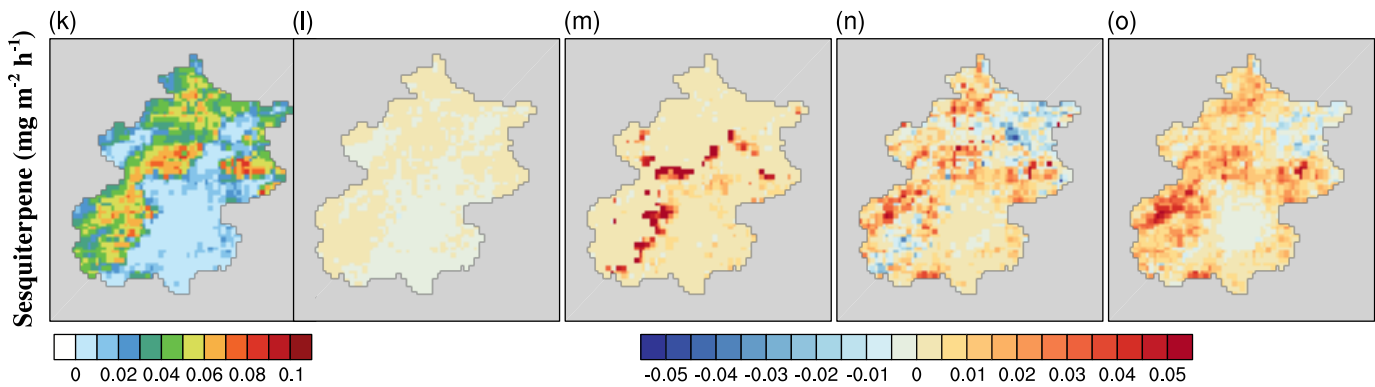 (k) (l) (m) (n) (o)
Sesquiterpene (mg m⁻² h⁻¹)
0 0.02 0.04 0.06 0.08 0.1
-0.05 -0.04 -0.03 -0.02 -0.01 0 0.01 0.02 0.03 0.04 0.05